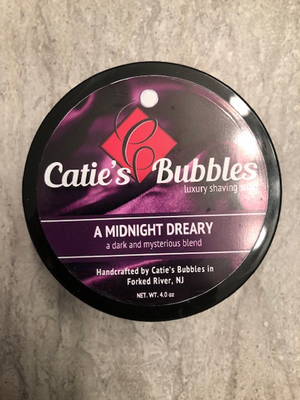 Catie's Bubbles
luxury shaving soap
A MIDNIGHT DREARY
a dark and mysterious blend
Handcrafted by Catie's Bubbles in
Forked River, NJ
NET. WT. 4.0 oz